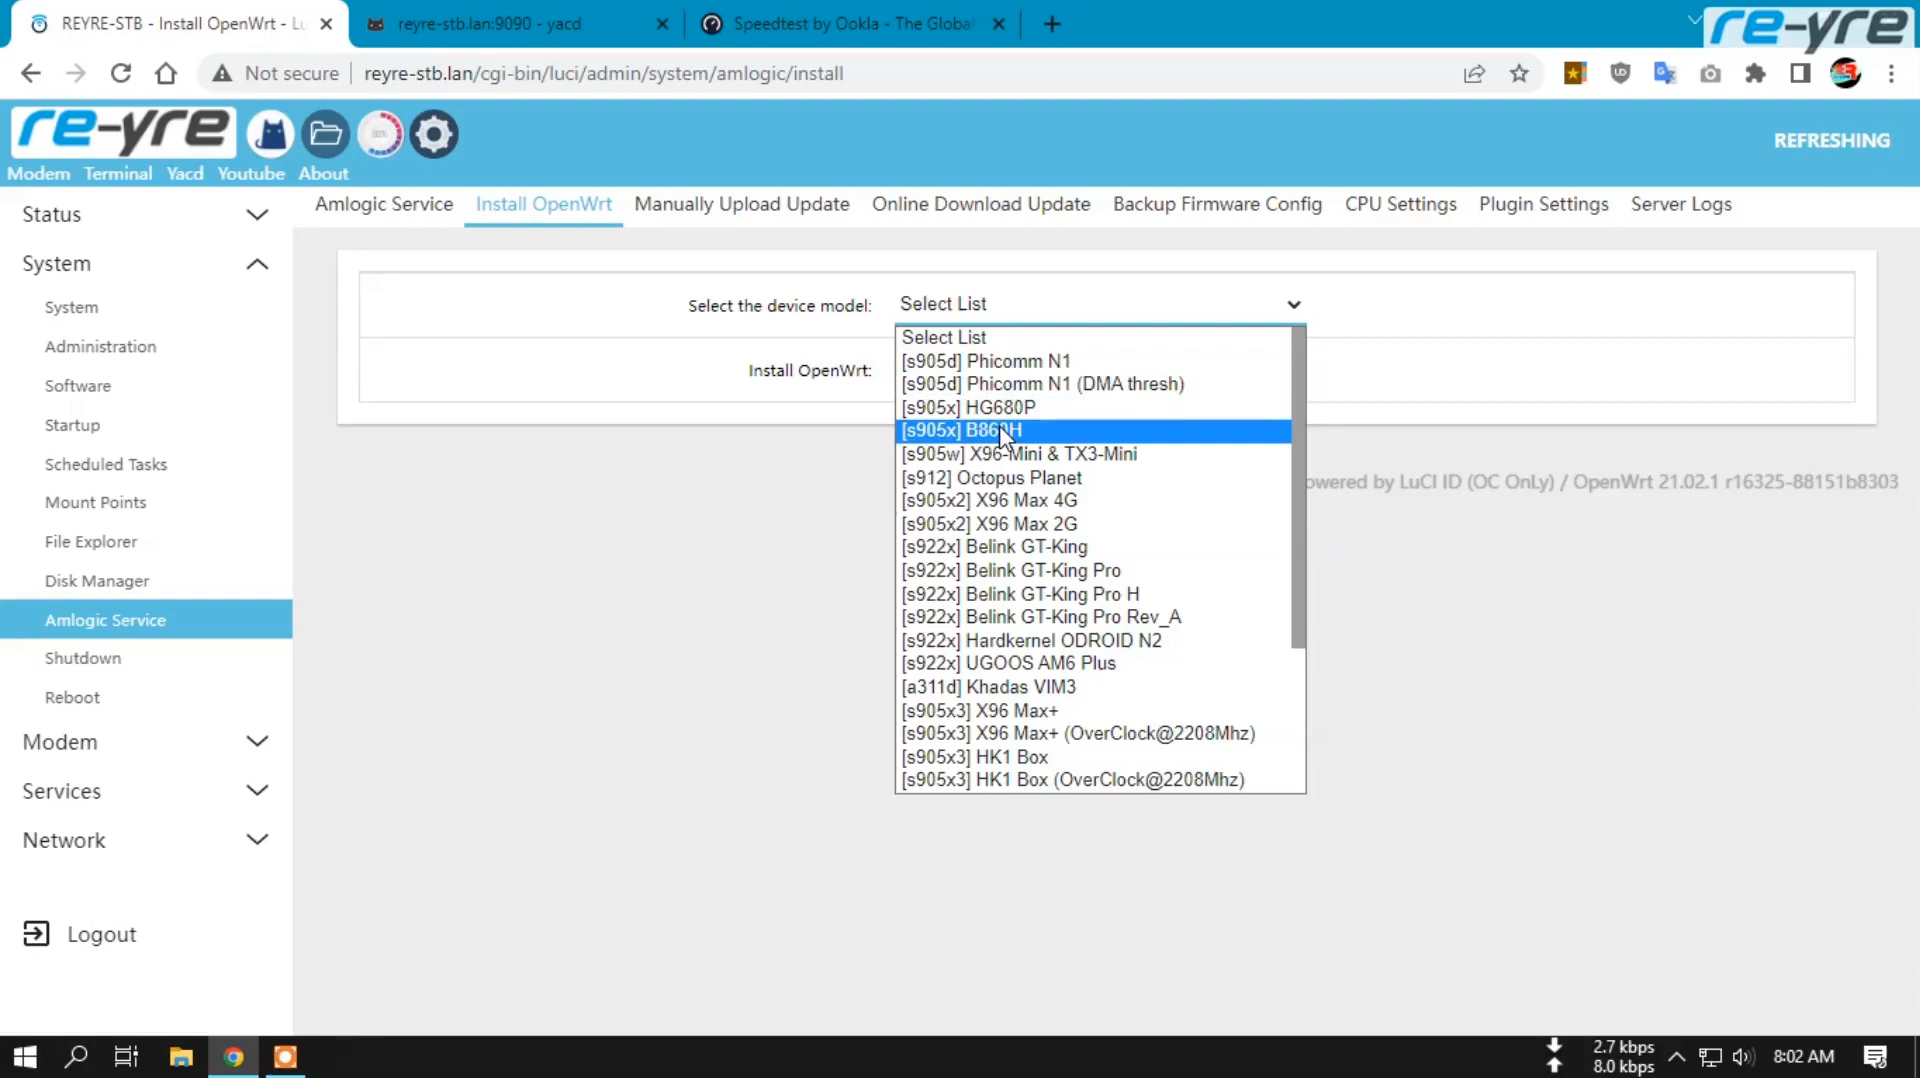 REYRE-STB - Install OpenWrt - Lu
reyre-stb.lan:9090 - yacd
Speedtest by Ookla - The Global
re-yre
Not secure
reyre-stb.lan/cgi-bin/luci/admin/system/amlogic/install
re-yre
REFRESHING
Modem Terminal Yacd Youtube About
Status
Amlogic Service
Install OpenWrt
Manually Upload Update
Online Download Update
Backup Firmware Config
CPU Settings
Plugin Settings
Server Logs
System
System
Administration
Software
Startup
Scheduled Tasks
Mount Points
File Explorer
Disk Manager
Amlogic Service
Shutdown
Reboot
Modem
Services
Network
Logout
Select the device model:
Select List
Install OpenWrt:
Select List
[s905d] Phicomm N1
[s905d] Phicomm N1 (DMA thresh)
[s905x] HG680P
[s905x] B860H
[s905w] X96-Mini & TX3-Mini
[s912] Octopus Planet
[s905x2] X96 Max 4G
[s905x2] X96 Max 2G
[s922x] Belink GT-King
[s922x] Belink GT-King Pro
[s922x] Belink GT-King Pro H
[s922x] Belink GT-King Pro Rev_A
[s922x] Hardkernel ODROID N2
[s922x] UGOOS AM6 Plus
[a311d] Khadas VIM3
[s905x3] X96 Max+
[s905x3] X96 Max+ (OverClock@2208Mhz)
[s905x3] HK1 Box
[s905x3] HK1 Box (OverClock@2208Mhz)
owered by LuCI ID (OC OnLy) / OpenWrt 21.02.1 r16325-88151b8303
2.7 kbps
8.0 kbps
8:02 AM